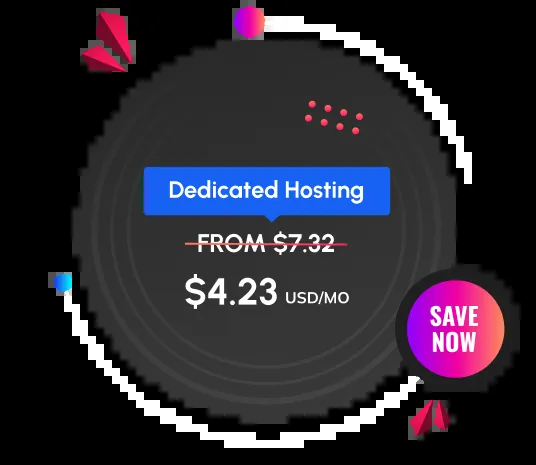 Dedicated Hosting
FROM $7.32
$4.23 USD/MO
SAVE
NOW